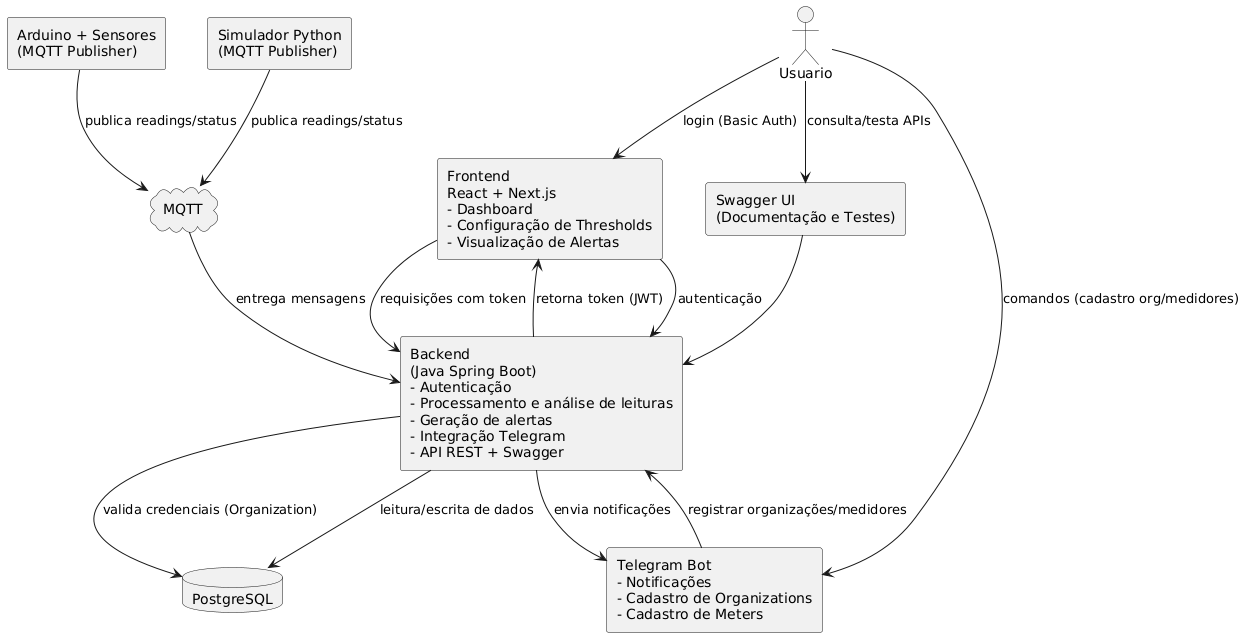 Arduino + Sensores
(MQTT Publisher)
Simulador Python
(MQTT Publisher)
Usuario
publica readings/status
publica readings/status
login (Basic Auth)
consulta/testa APIs
MQTT
Frontend
React + Next.js
- Dashboard
- Configuração de Thresholds
- Visualização de Alertas
Swagger UI
(Documentação e Testes)
entrega mensagens
requisições com token
retorna token (JWT)
autenticação
comandos (cadastro org/medidores)
Backend
(Java Spring Boot)
- Autenticação
- Processamento e análise de leituras
- Geração de alertas
- Integração Telegram
- API REST + Swagger
valida credenciais (Organization)
leitura/escrita de dados
envia notificações
registrar organizações/medidores
PostgreSQL
Telegram Bot
- Notificações
- Cadastro de Organizations
- Cadastro de Meters